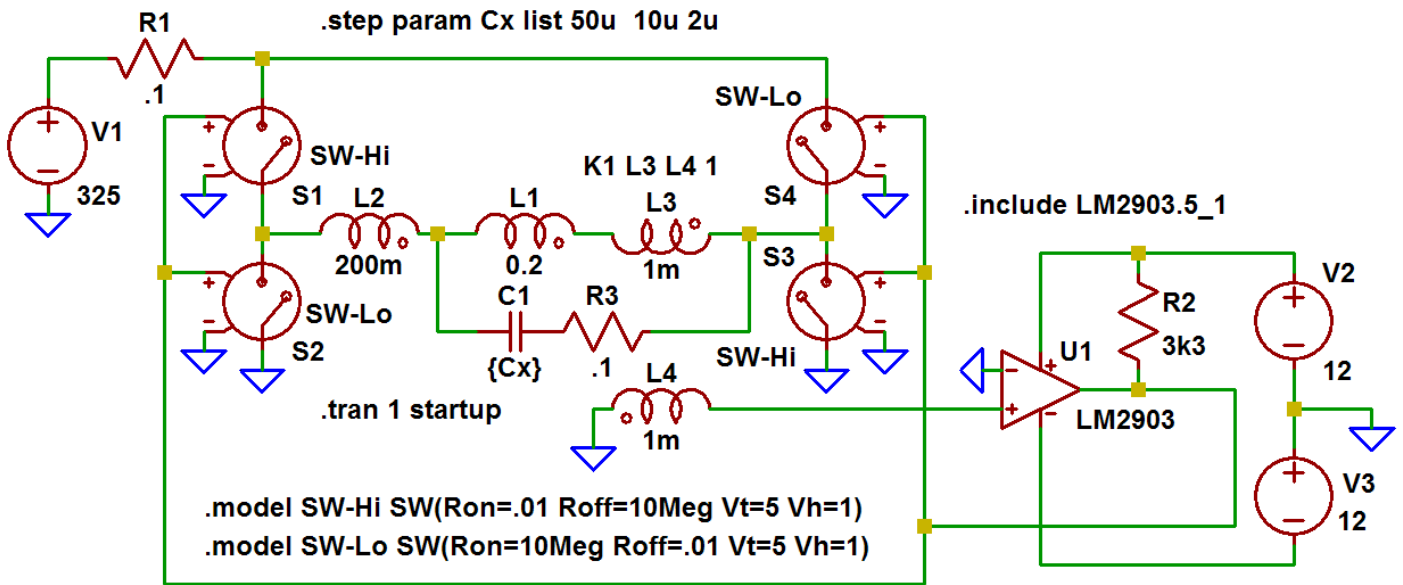 .step param Cx list 50u 10u 2u
R1
.1
V1
325
+
−
SW-Hi
S1
+
−
SW-Lo
S2
+
−
L2
200m
L1
0.2
K1 L3 L4 1
L3
1m
SW-Lo
S4
+
−
S3
SW-Hi
+
−
C1
{Cx}
R3
.1
L4
1m
.tran 1 startup
.include LM2903.5_1
U1
LM2903
−
+
+
−
R2
3k3
V2
12
+
−
V3
12
+
−
.model SW-Hi SW(Ron=.01 Roff=10Meg Vt=5 Vh=1)
.model SW-Lo SW(Ron=10Meg Roff=.01 Vt=5 Vh=1)